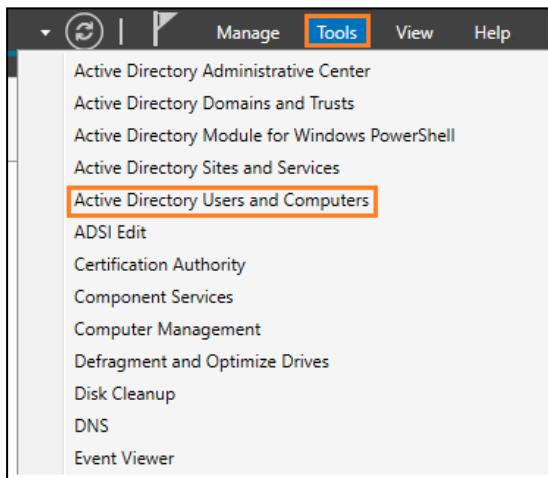 Manage Tools View Help
Active Directory Administrative Center
Active Directory Domains and Trusts
Active Directory Module for Windows PowerShell
Active Directory Sites and Services
Active Directory Users and Computers
ADSI Edit
Certification Authority
Component Services
Computer Management
Defragment and Optimize Drives
Disk Cleanup
DNS
Event Viewer